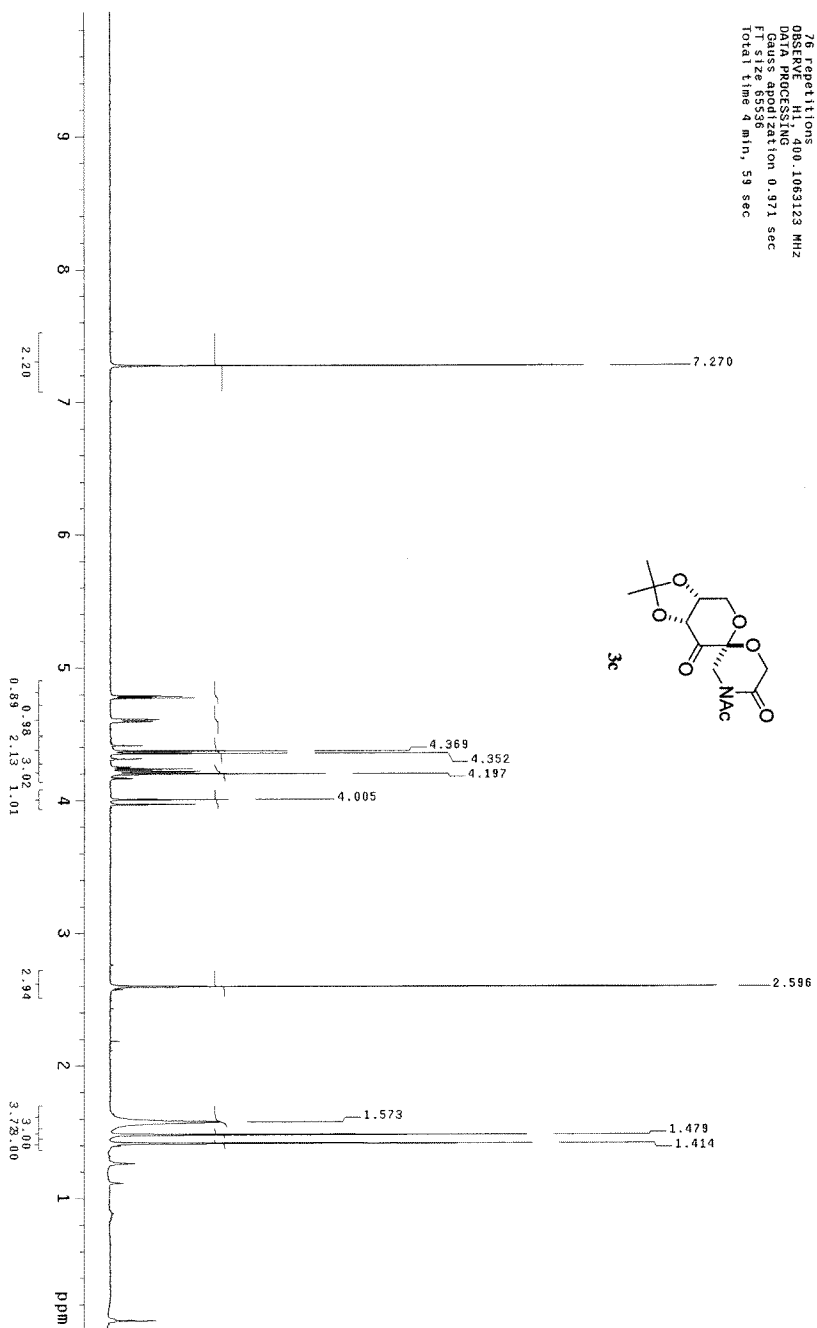 76 repetitions
OBSERVE H1, 400.1063123 MHz
DATA PROCESSING
Gauss apodization 0.971 sec
FT size 65536
Total time 4 min, 59 sec
O
O
O
O
O
NAc
O
3c
7.270
4.369
4.352
4.197
4.005
2.596
1.573
1.479
1.414
9
8
7
6
5
4
3
2
1
ppm
2.20
0.89
0.98
2.13
3.02
1.01
2.94
3.72
3.00
3.00